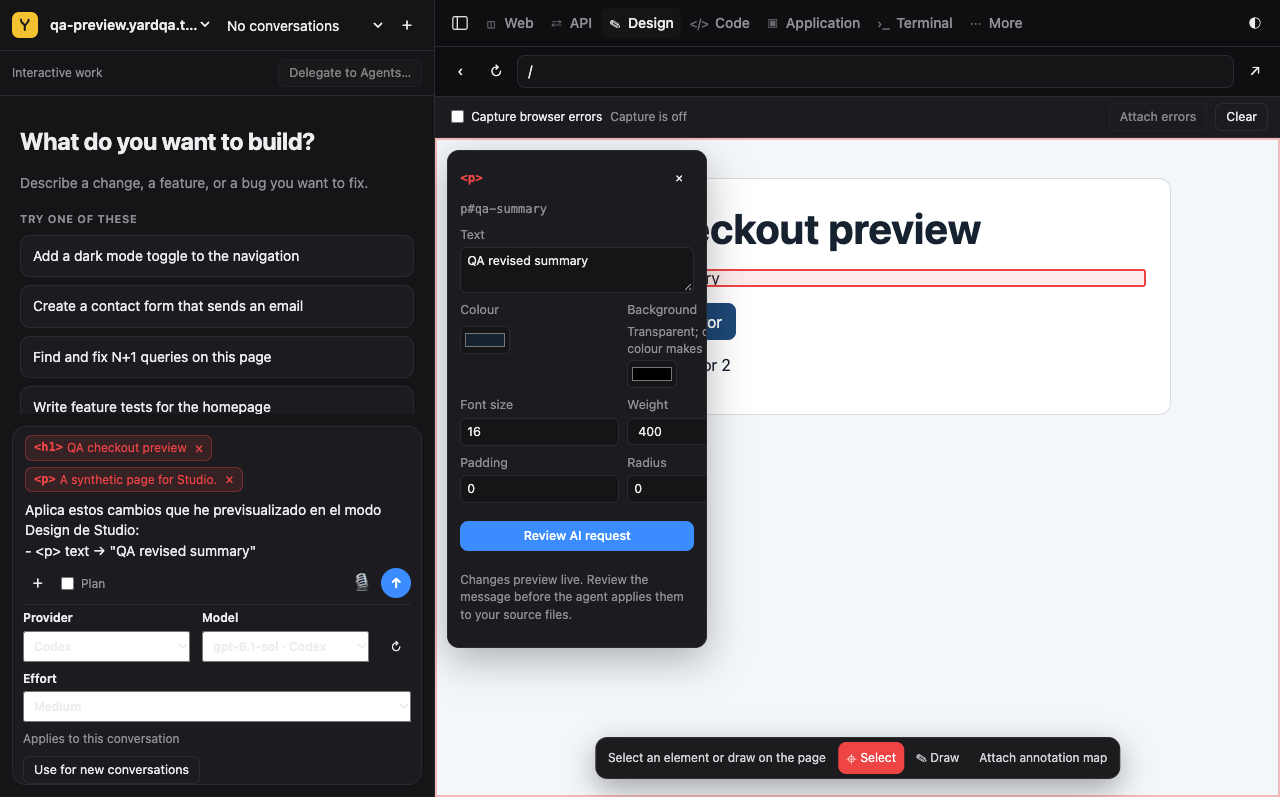 Y
qa-preview.yardqa.t...
No conversations
+
Interactive work
Delegate to Agents...
What do you want to build?
Describe a change, a feature, or a bug you want to fix.
TRY ONE OF THESE
Add a dark mode toggle to the navigation
Create a contact form that sends an email
Find and fix N+1 queries on this page
Write feature tests for the homepage
<h1> QA checkout preview ×
<p> A synthetic page for Studio. ×
Aplica estos cambios que he previsualizado en el modo
Design de Studio:
- <p> text → "QA revised summary"
+ Plan
Provider
Model
Codex
gpt-6.1-sol · Codex
Effort
Medium
Applies to this conversation
Use for new conversations
Web
API
Design
</> Code
Application
>_ Terminal
··· More
/
Capture browser errors
Capture is off
Attach errors
Clear
<p>
×
p#qa-summary
Text
QA revised summary
Colour
Background
Transparent;
colour makes
Font size
Weight
16
400
Padding
Radius
0
0
Review AI request
Changes preview live. Review the
message before the agent applies them
to your source files.
eckout preview
ry
or
or 2
Select an element or draw on the page
Select
Draw
Attach annotation map